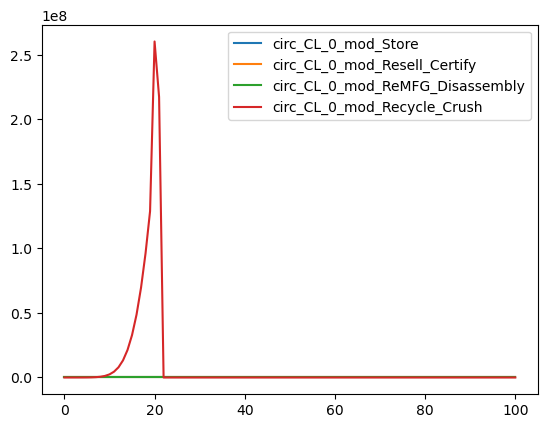 1e8
circ_CL_0_mod_Store
circ_CL_0_mod_Resell_Certify
circ_CL_0_mod_ReMFG_Disassembly
circ_CL_0_mod_Recycle_Crush
2.5
2.0
1.5
1.0
0.5
0.0
0 20 40 60 80 100